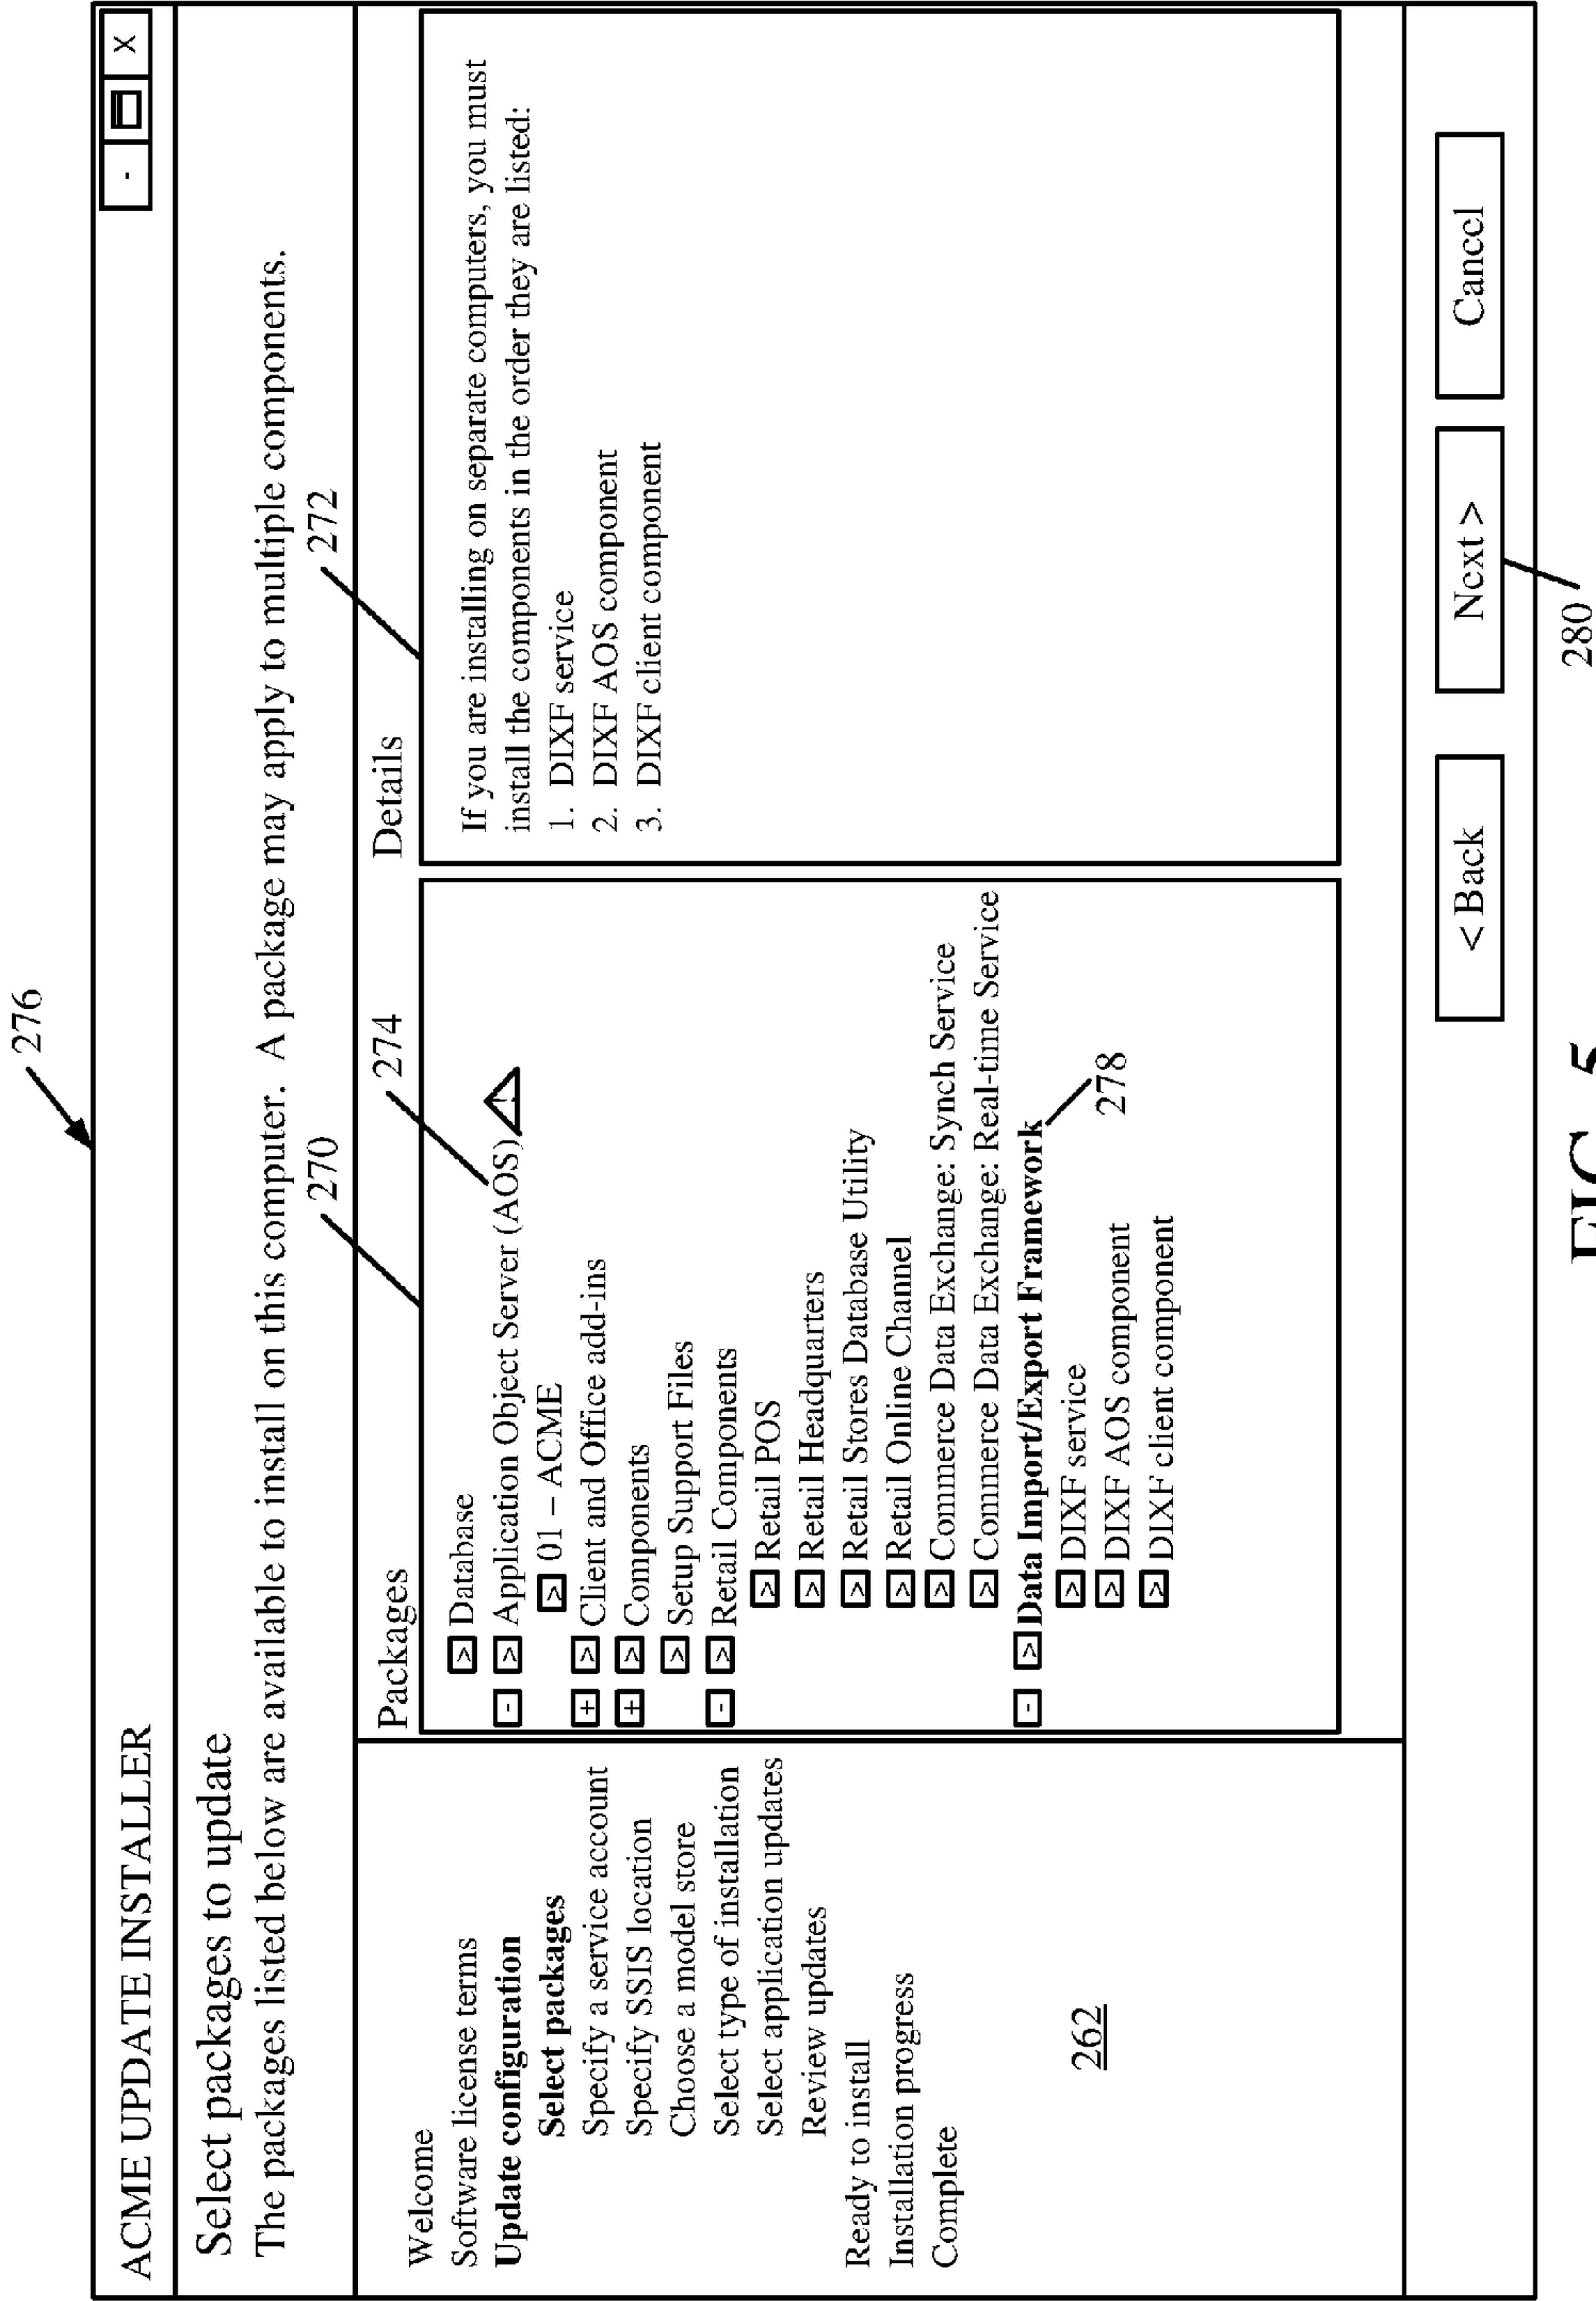 276
ACME UPDATE INSTALLER
- X
Select packages to update
The packages listed below are available to install on this computer. A package may apply to multiple components.
270
274
272
Welcome
Software license terms
Update configuration
Select packages
Specify a service account
Specify SSIS location
Choose a model store
Select type of installation
Select application updates
Review updates
Ready to install
Installation progress
Complete
262
Packages
> Database
- > Application Object Server (AOS)
> 01 – ACME
+ > Client and Office add-ins
+ > Components
> Setup Support Files
- > Retail Components
> Retail POS
> Retail Headquarters
> Retail Stores Database Utility
> Retail Online Channel
> Commerce Data Exchange: Synch Service
> Commerce Data Exchange: Real-time Service
- > Data Import/Export Framework
> DIXF service
> DIXF AOS component
> DIXF client component
278
Details
If you are installing on separate computers, you must
install the components in the order they are listed:
1. DIXF service
2. DIXF AOS component
3. DIXF client component
< Back
Next >
Cancel
280
FIG. 5